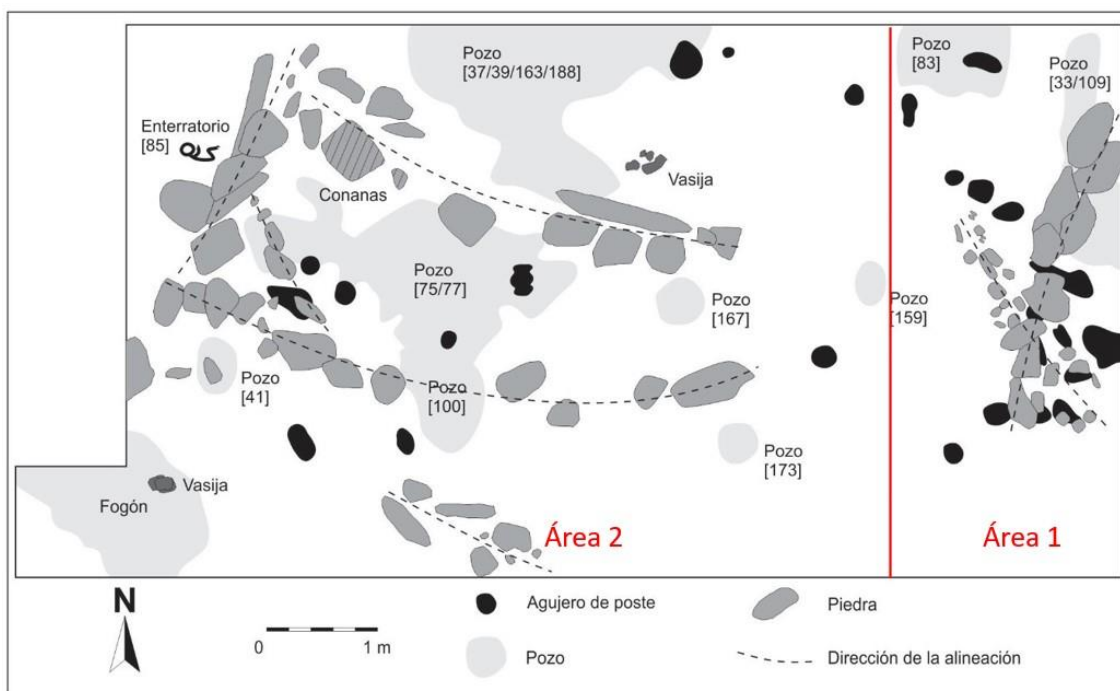 Pozo
[37/39/163/188]
Pozo
[83]
Pozo
[33/109]
Enterratorio
[85]
Conanas
Vasija
Pozo
[75/77]
Pozo
[167]
Pozo
[159]
Pozo
[41]
Pozo
[100]
Pozo
[173]
Vasija
Fogón
Área 2
Área 1
N
0
1 m
Agujero de poste
Piedra
Pozo
Dirección de la alineación